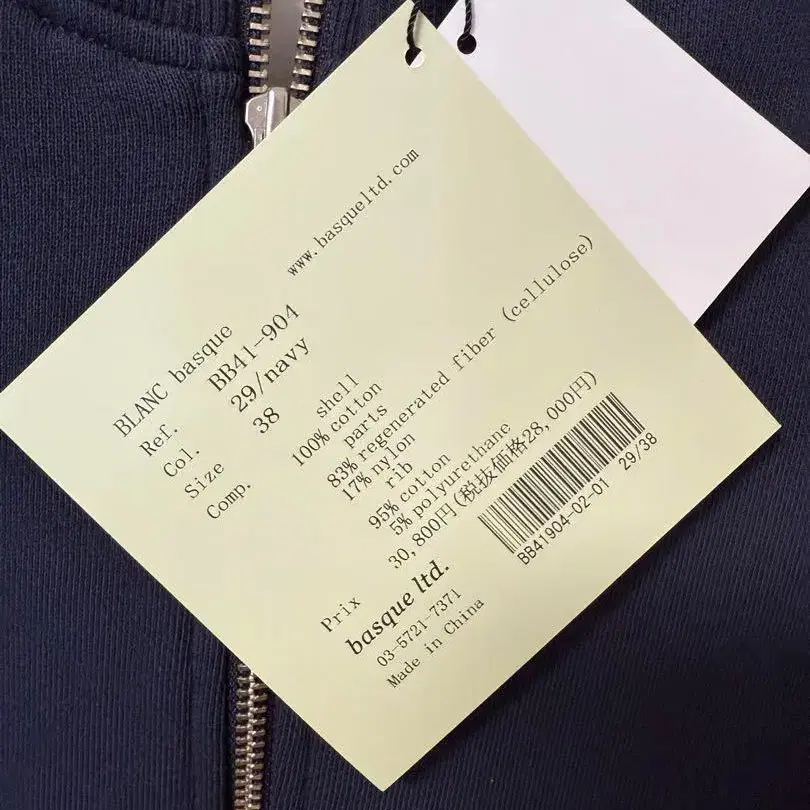 www.basqueltd.com
BLANC basque
Ref. BB41-904
Col. 29/navy
Size 38
Comp. shell
100% cotton
parts
83% regenerated fiber (cellulose)
17% nylon
rib
95% cotton
5% polyurethane
Prix 30,800円(税抜価格28,000円)
basque ltd.
03-5721-7371
Made in China
BB41904-02-01 29/38